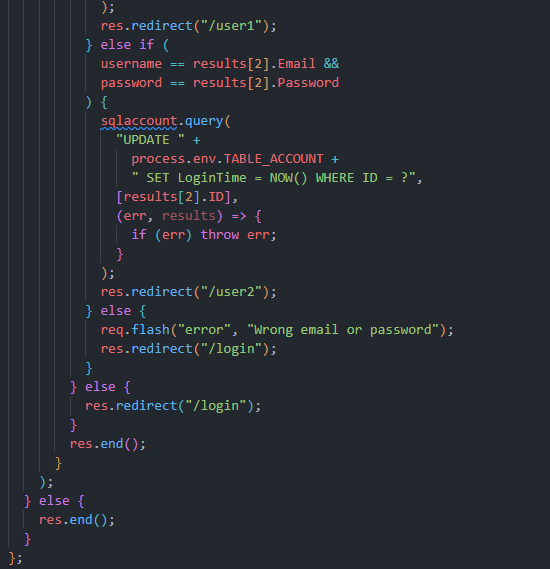 );
res.redirect("/user1");
} else if (
username == results[2].Email &&
password == results[2].Password
) {
sqlaccount.query(
"UPDATE " +
process.env.TABLE_ACCOUNT +
" SET LoginTime = NOW() WHERE ID = ?",
[results[2].ID],
(err, results) => {
if (err) throw err;
}
);
res.redirect("/user2");
} else {
req.flash("error", "Wrong email or password");
res.redirect("/login");
}
} else {
res.redirect("/login");
}
res.end();
}
);
} else {
res.end();
}
};